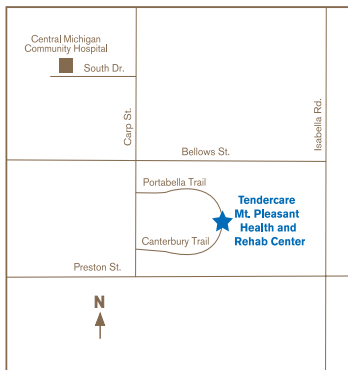 Central Michigan
Community Hospital
South Dr.
Carp St.
Isabella Rd.
Bellows St.
Portabella Trail
Tendercare
Mt. Pleasant
Health and
Rehab Center
Canterbury Trail
Preston St.
N